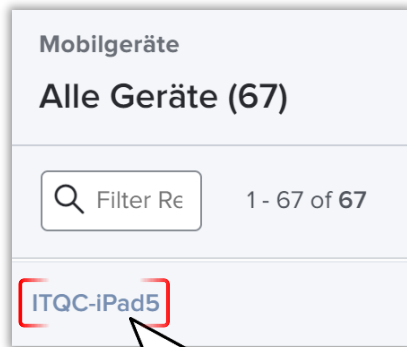 Mobilgeräte
Alle Geräte (67)
Filter Re
1 - 67 of 67
ITQC-iPad5